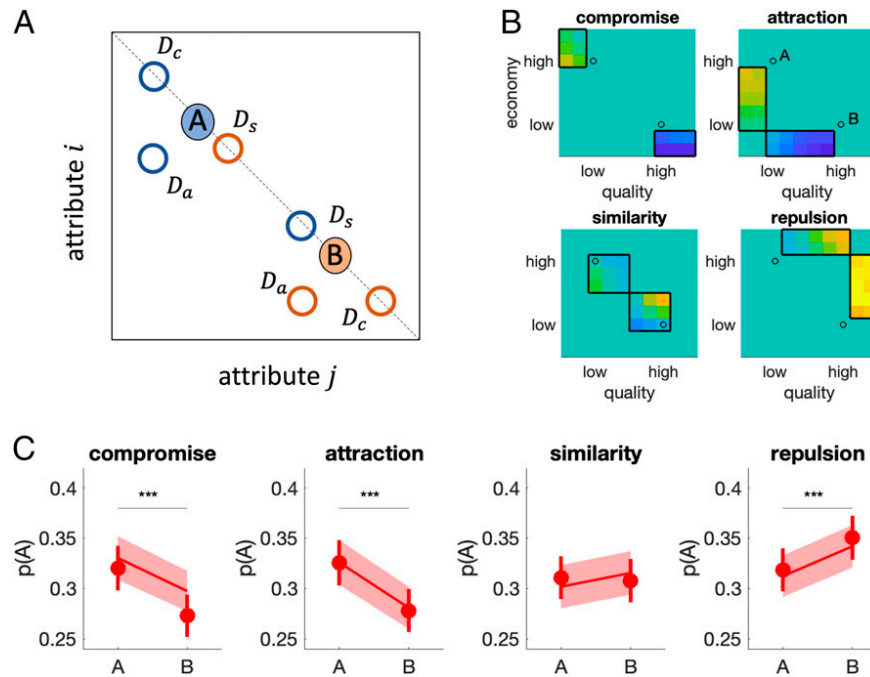 A
D_c
A
D_s
D_a
D_s
B
D_a
D_c
attribute i
attribute j
B
compromise
attraction
high
low
economy
low
high
quality
high
low
A
B
low
high
quality
similarity
repulsion
high
low
low
high
quality
high
low
low
high
quality
C
compromise
attraction
similarity
repulsion
***
0.4
0.35
0.3
0.25
p(A)
A
B
***
0.4
0.35
0.3
0.25
p(A)
A
B
0.4
0.35
0.3
0.25
p(A)
A
B
***
0.4
0.35
0.3
0.25
p(A)
A
B